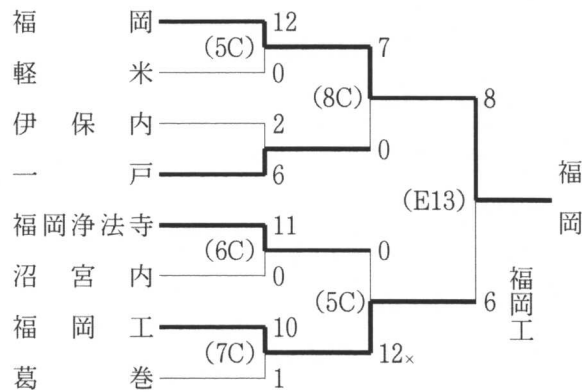 福岡 12
(5C) 7
軽米 0
(8C) 8
伊保内 2
0
一戸 6
福岡
(E13)
福岡浄法寺 11
(6C) 0
沼宮内 0
(5C) 6 福岡工
福岡工 10
(7C) 12×
葛巻 1